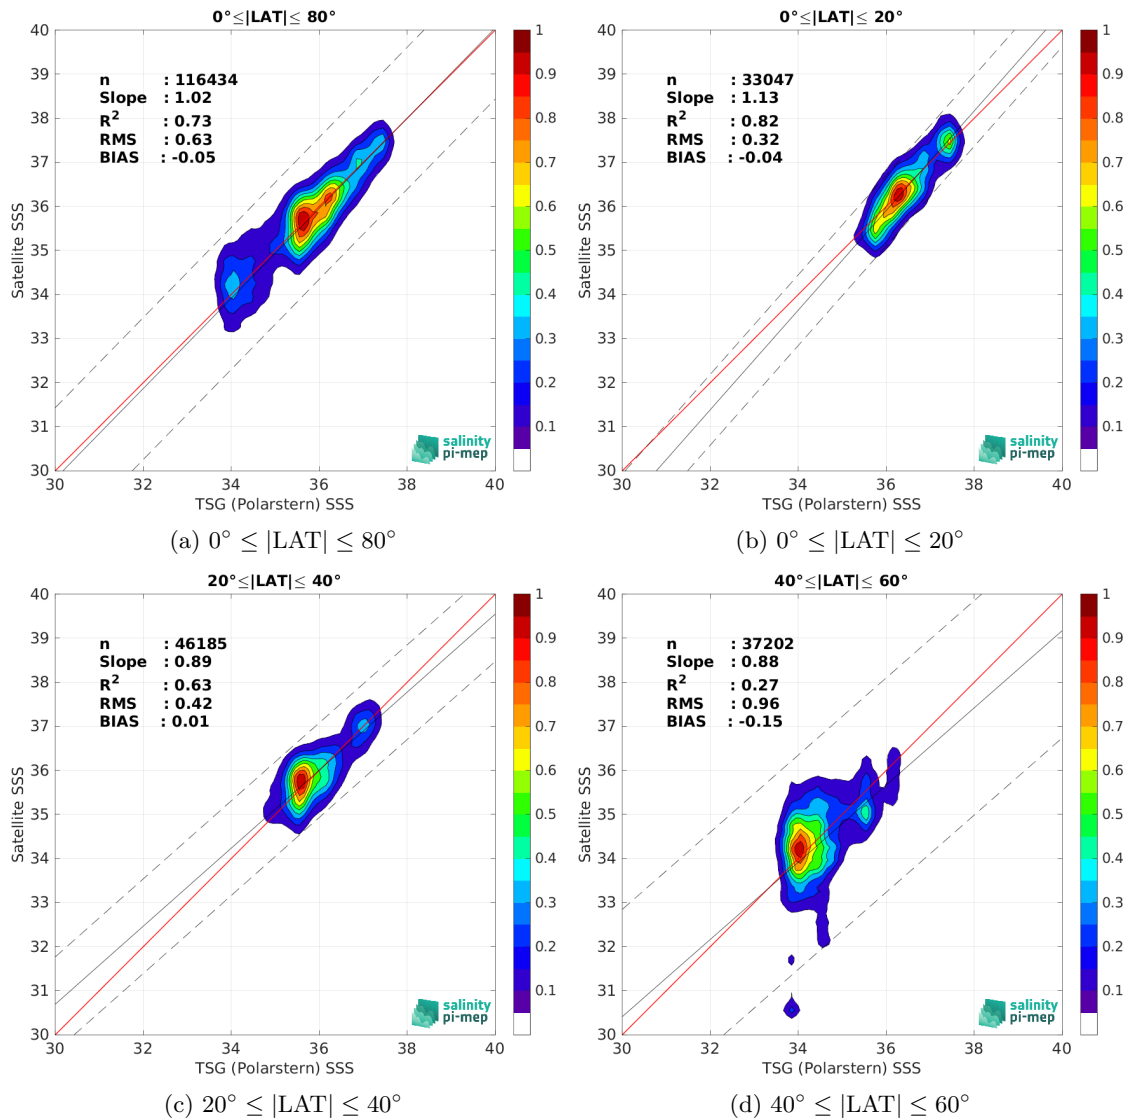 0°≤|LAT|≤ 80°
40
39
38
37
36
35
34
33
32
31
30
Satellite SSS
n : 116434
Slope : 1.02
R² : 0.73
RMS : 0.63
BIAS : -0.05
salinity
pi-mep
30 32 34 36 38 40
TSG (Polarstern) SSS
1
0.9
0.8
0.7
0.6
0.5
0.4
0.3
0.2
0.1
(a) 0° ≤ |LAT| ≤ 80°
0°≤|LAT|≤ 20°
40
39
38
37
36
35
34
33
32
31
30
Satellite SSS
n : 33047
Slope : 1.13
R² : 0.82
RMS : 0.32
BIAS : -0.04
salinity
pi-mep
30 32 34 36 38 40
TSG (Polarstern) SSS
1
0.9
0.8
0.7
0.6
0.5
0.4
0.3
0.2
0.1
(b) 0° ≤ |LAT| ≤ 20°
20°≤|LAT|≤ 40°
40
39
38
37
36
35
34
33
32
31
30
Satellite SSS
n : 46185
Slope : 0.89
R² : 0.63
RMS : 0.42
BIAS : 0.01
salinity
pi-mep
30 32 34 36 38 40
TSG (Polarstern) SSS
1
0.9
0.8
0.7
0.6
0.5
0.4
0.3
0.2
0.1
(c) 20° ≤ |LAT| ≤ 40°
40°≤|LAT|≤ 60°
40
39
38
37
36
35
34
33
32
31
30
Satellite SSS
n : 37202
Slope : 0.88
R² : 0.27
RMS : 0.96
BIAS : -0.15
salinity
pi-mep
30 32 34 36 38 40
TSG (Polarstern) SSS
1
0.9
0.8
0.7
0.6
0.5
0.4
0.3
0.2
0.1
(d) 40° ≤ |LAT| ≤ 60°